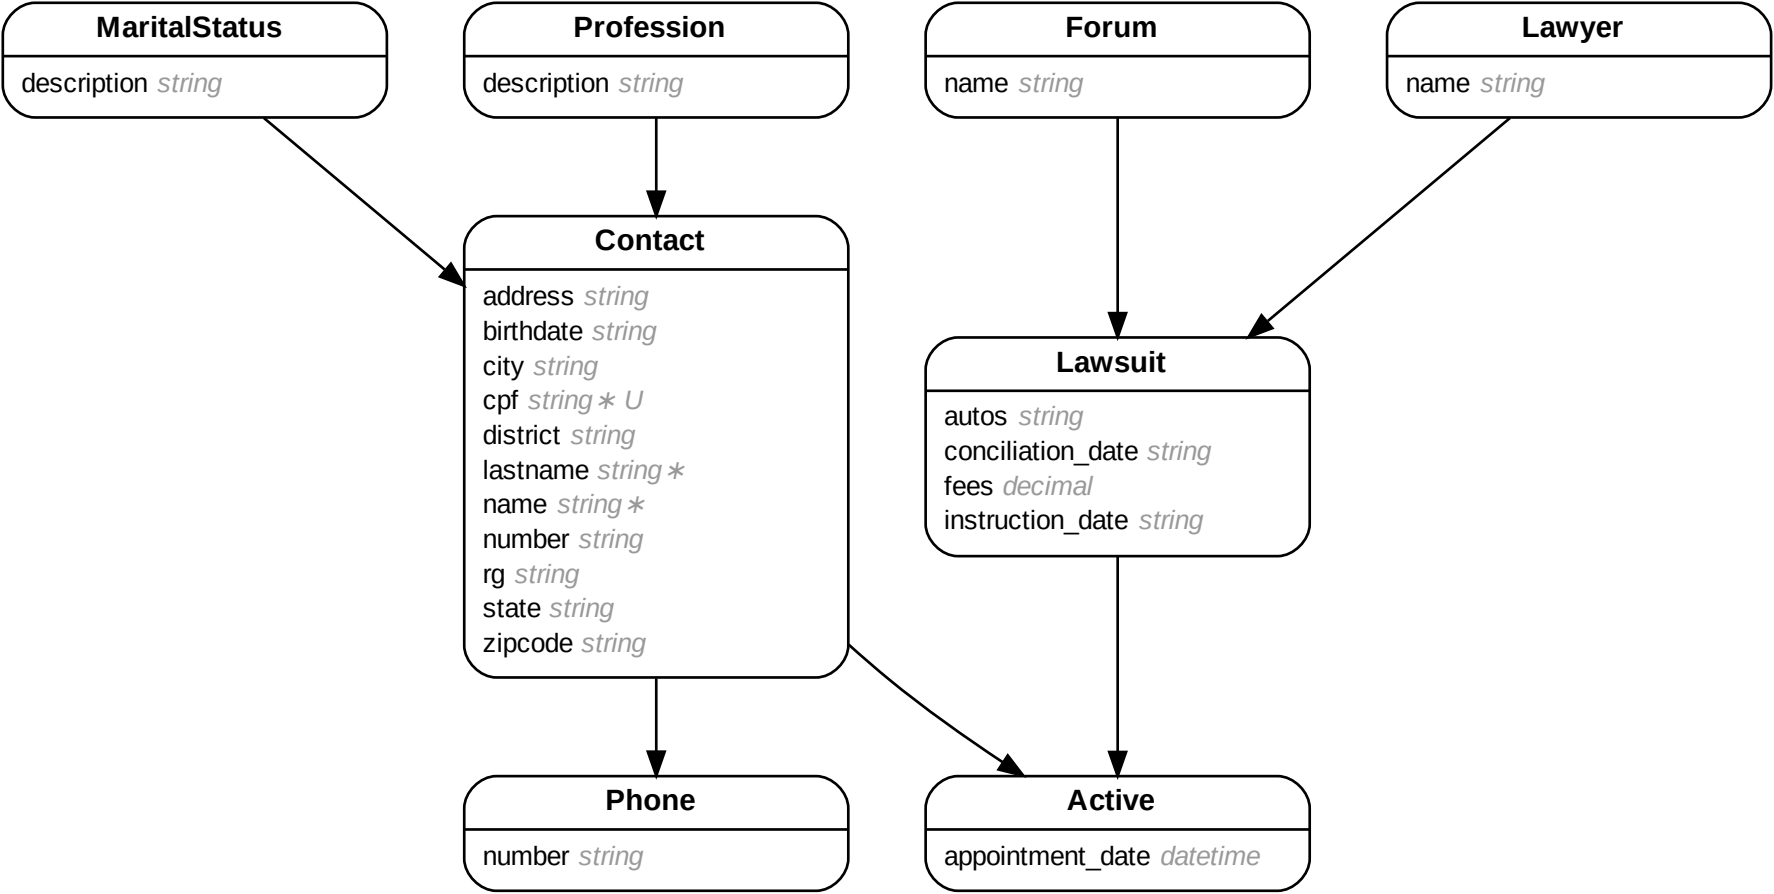 MaritalStatus
description string
Profession
description string
Forum
name string
Lawyer
name string
Contact
address string
birthdate string
city string
cpf string∗ U
district string
lastname string∗
name string∗
number string
rg string
state string
zipcode string
Lawsuit
autos string
conciliation_date string
fees decimal
instruction_date string
Phone
number string
Active
appointment_date datetime